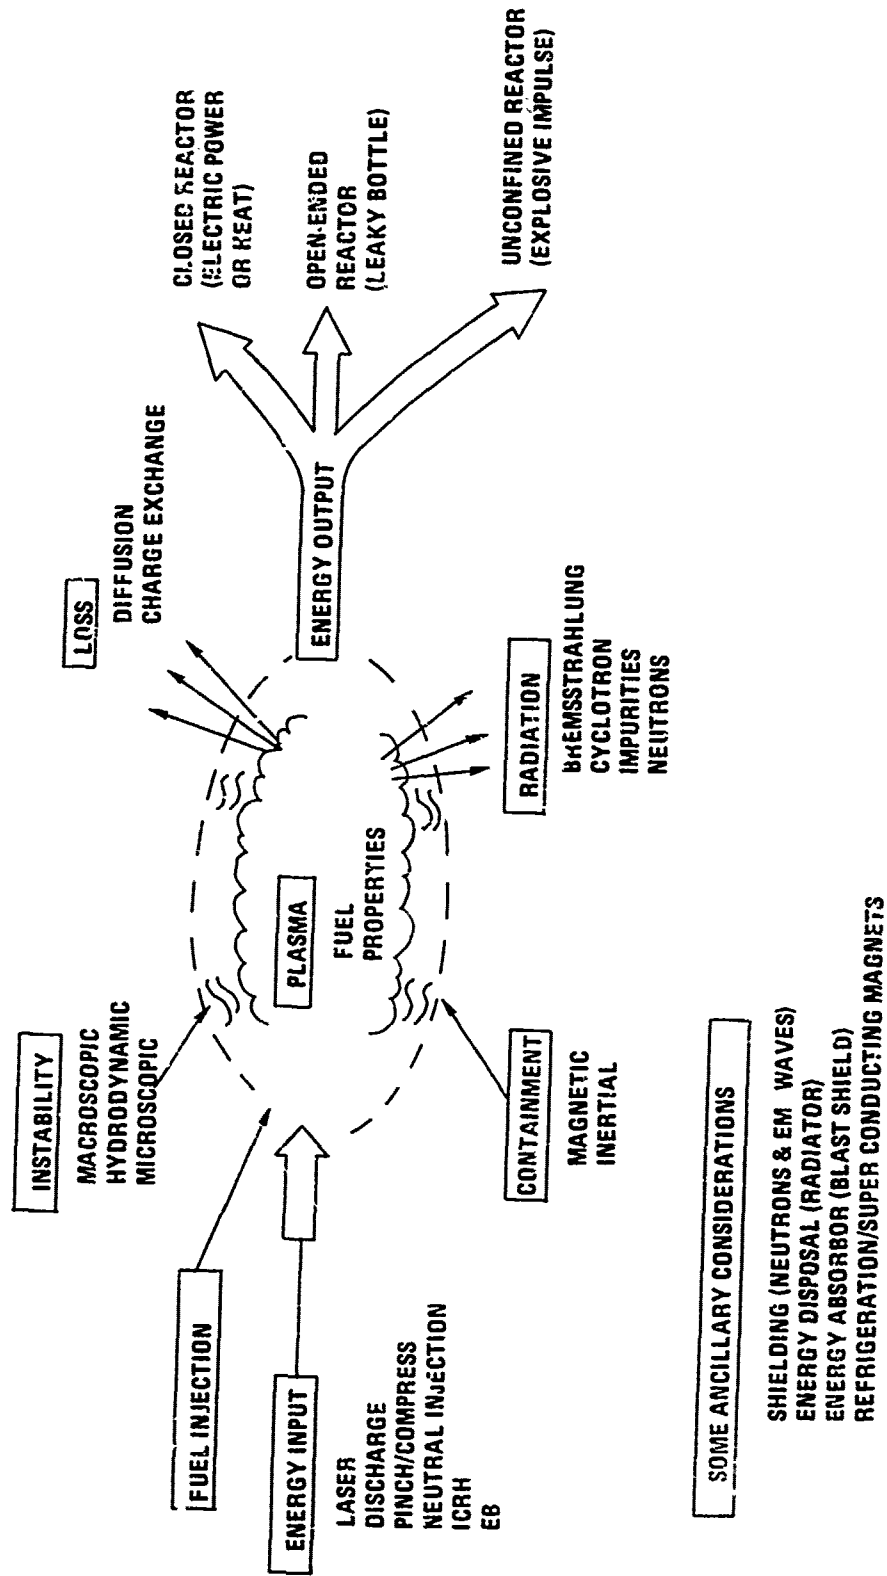 INSTABILITY
MACROSCOPIC
HYDRODYNAMIC
MICROSCOPIC
FUEL INJECTION
ENERGY INPUT
LASER
DISCHARGE
PINCH/COMPRESS
NEUTRAL INJECTION
ICRH
EB
PLASMA
FUEL
PROPERTIES
CONTAINMENT
MAGNETIC
INERTIAL
LOSS
DIFFUSION
CHARGE EXCHANGE
RADIATION
BREMSSTRAHLUNG
CYCLOTRON
IMPURITIES
NEUTRONS
ENERGY OUTPUT
CLOSED REACTOR
(ELECTRIC POWER
OR HEAT)
OPEN-ENDED
REACTOR
(LEAKY BOTTLE)
UNCONFINED REACTOR
(EXPLOSIVE IMPULSE)
SOME ANCILLARY CONSIDERATIONS
SHIELDING (NEUTRONS & EM WAVES)
ENERGY DISPOSAL (RADIATOR)
ENERGY ABSORBOR (BLAST SHIELD)
REFRIGERATION/SUPER CONDUCTING MAGNETS